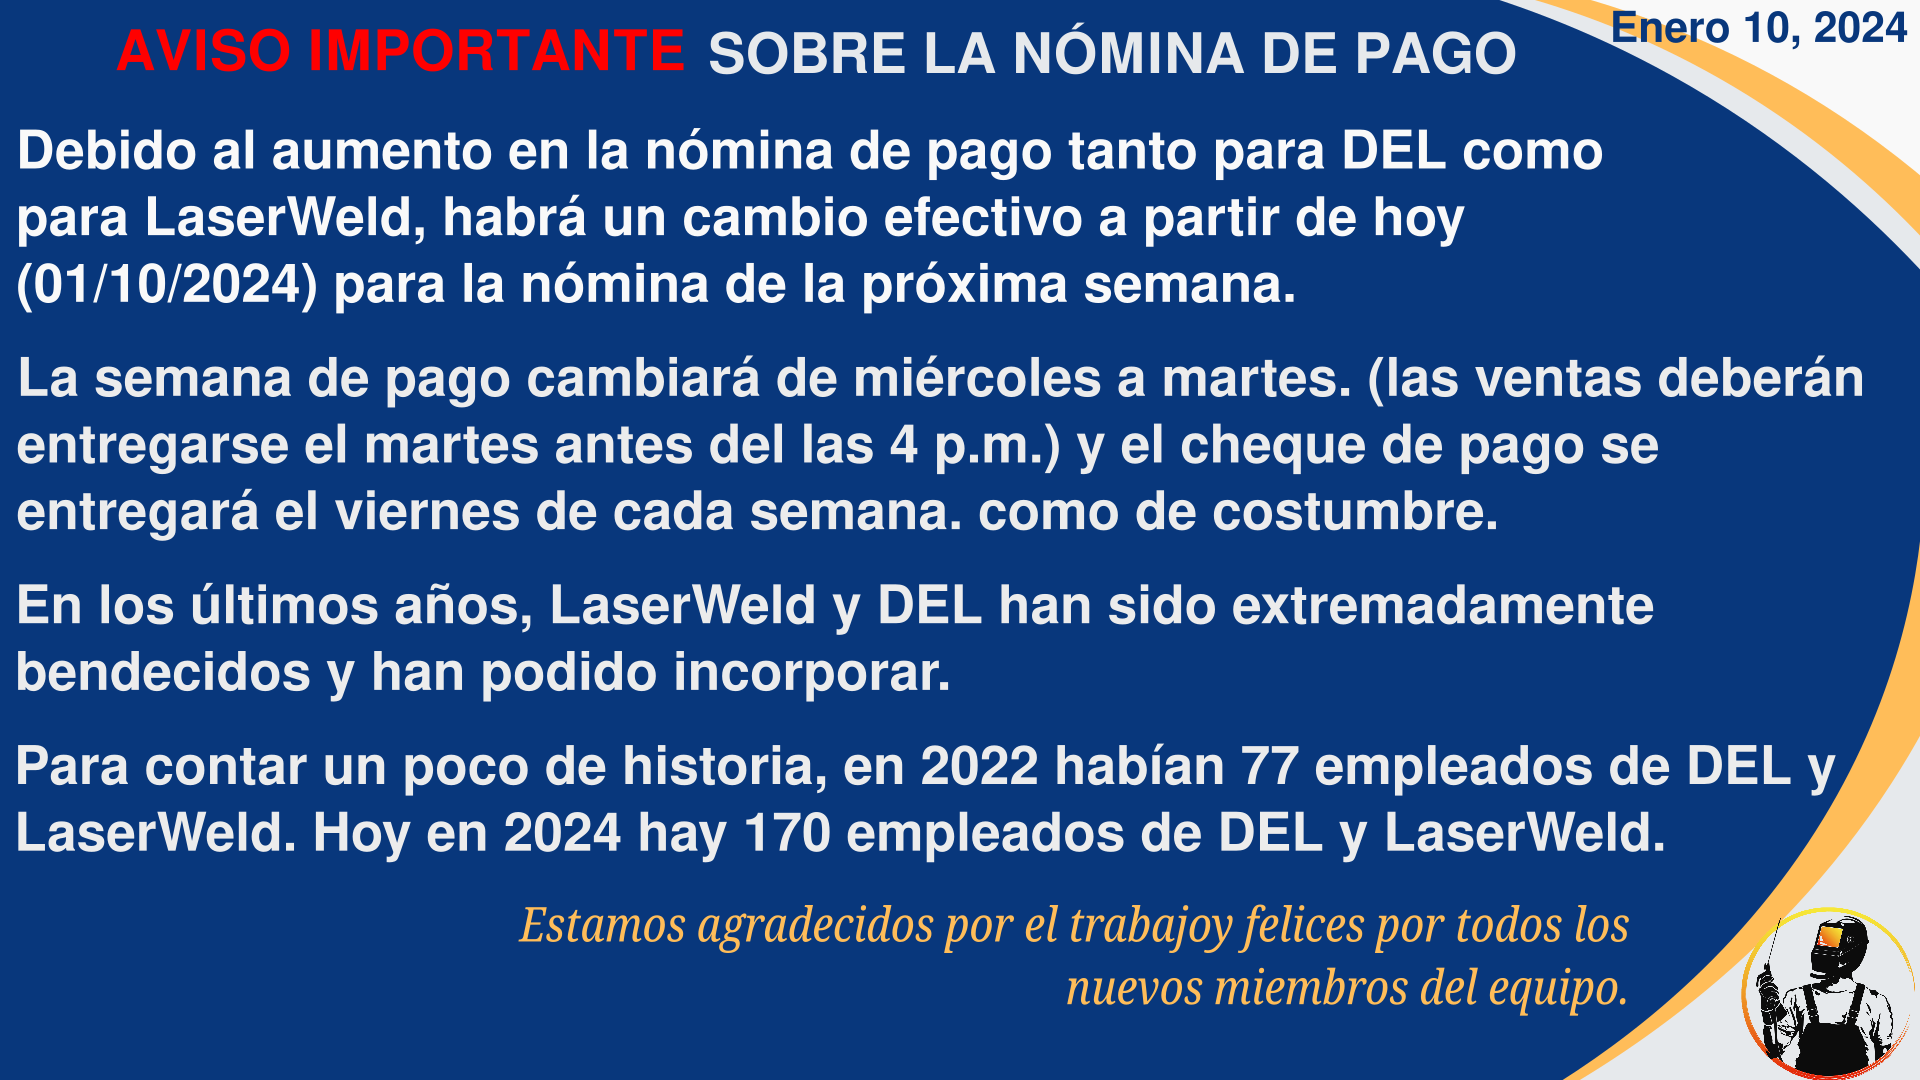 Enero 10, 2024
AVISO IMPORTANTE SOBRE LA NÓMINA DE PAGO
Debido al aumento en la nómina de pago tanto para DEL como
para LaserWeld, habrá un cambio efectivo a partir de hoy
(01/10/2024) para la nómina de la próxima semana.
La semana de pago cambiará de miércoles a martes. (las ventas deberán
entregarse el martes antes del las 4 p.m.) y el cheque de pago se
entregará el viernes de cada semana. como de costumbre.
En los últimos años, LaserWeld y DEL han sido extremadamente
bendecidos y han podido incorporar.
Para contar un poco de historia, en 2022 habían 77 empleados de DEL y
LaserWeld. Hoy en 2024 hay 170 empleados de DEL y LaserWeld.
Estamos agradecidos por el trabajoy felices por todos los
nuevos miembros del equipo.